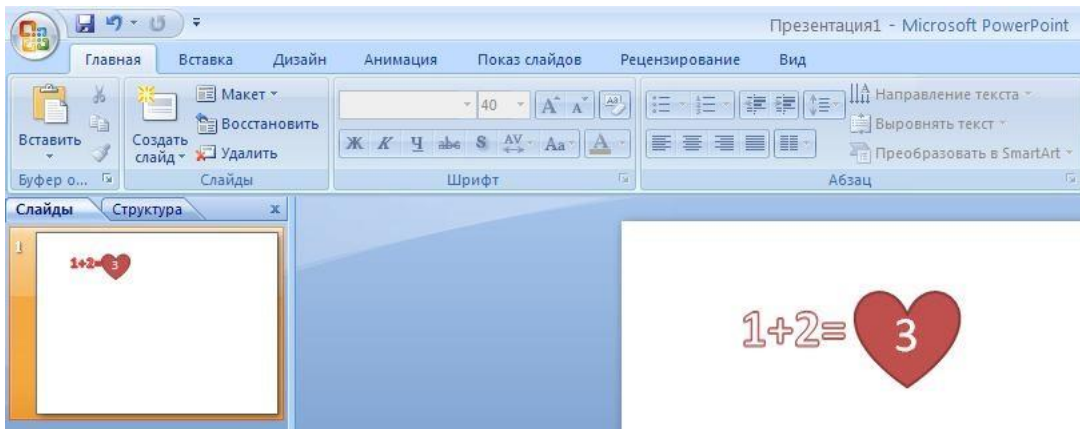 Презентация1 - Microsoft PowerPoint
Главная Вставка Дизайн Анимация Показ слайдов Рецензирование Вид
Вставить
Создать слайд
Макет
Восстановить
Удалить
40
Ж К Ч abc S AV Aa А
Направление текста
Выровнять текст
Преобразовать в SmartArt
Буфер о... Слайды Шрифт Абзац
Слайды Структура x
1
1+2= 3
1+2= 3